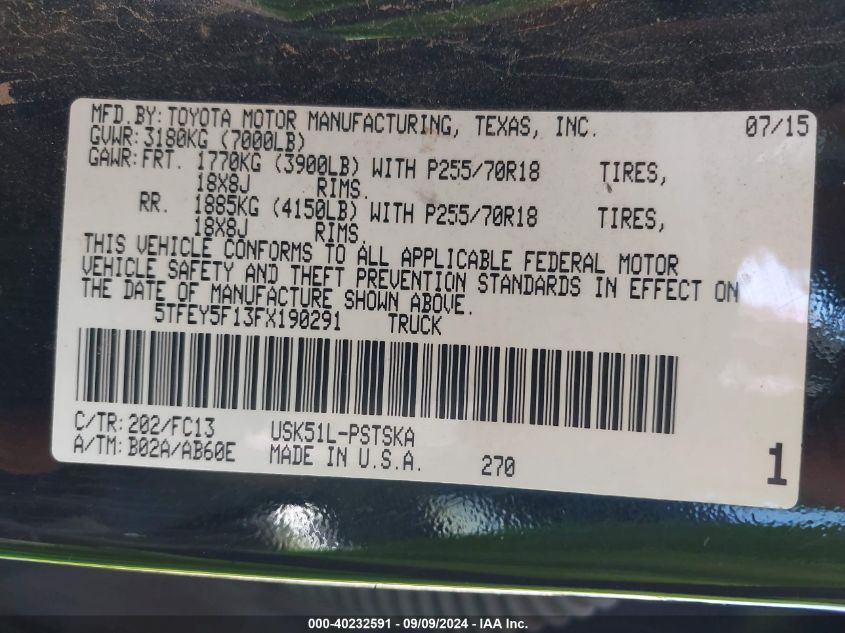 MFD.BY: TOYOTA MOTOR MANUFACTURING, TEXAS, INC. 07/15
GVWR: 3180KG (7000LB)
GAWR: FRT. 1770KG (3900LB) WITH P255/70R18 TIRES,
18X8J RIMS.
RR. 1885KG (4150LB) WITH P255/70R18 TIRES,
18X8J RIMS.
THIS VEHICLE CONFORMS TO ALL APPLICABLE FEDERAL MOTOR
VEHICLE SAFETY AND THEFT PREVENTION STANDARDS IN EFFECT ON
THE DATE OF MANUFACTURE SHOWN ABOVE.
5TFEY5F13FX190291 TRUCK
C/TR: 202/FC13 USK51L-PSTSKA
A/TM: B02A/AB60E MADE IN U.S.A. 270 1
000-40232591 - 09/09/2024 - IAA Inc.